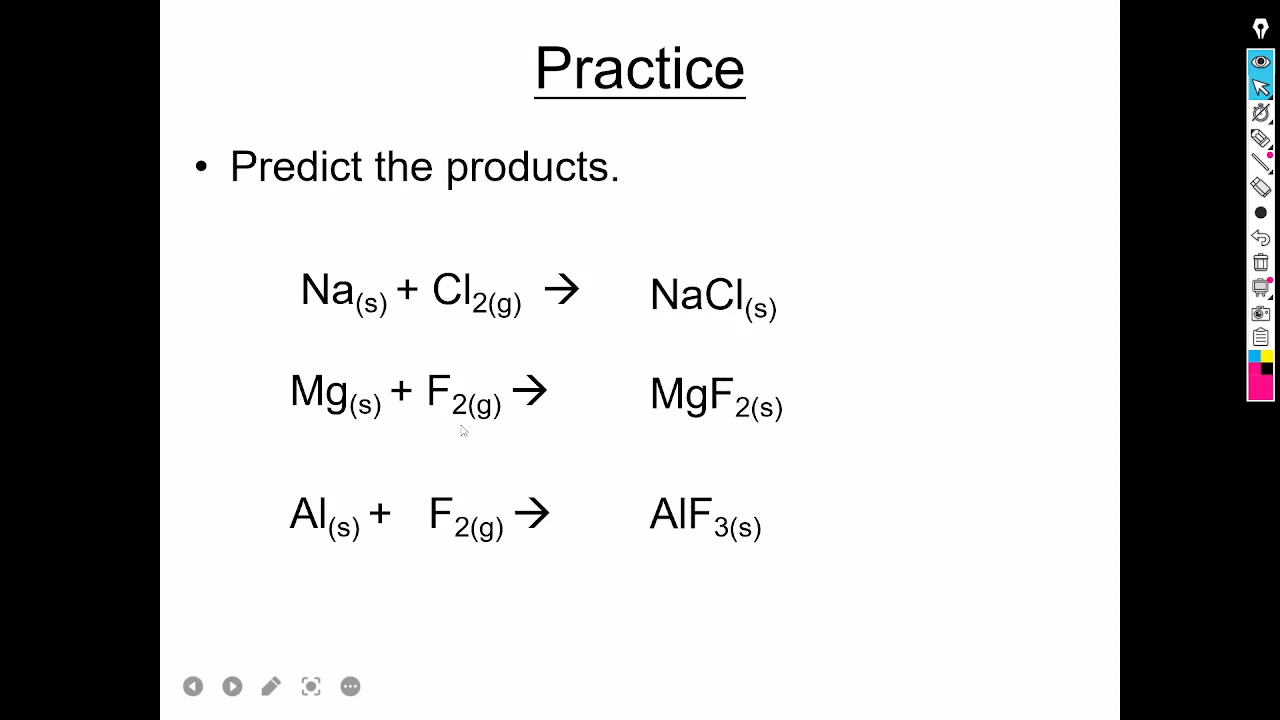 Practice
• Predict the products.
Na(s) + Cl2(g) → NaCl(s)
Mg(s) + F2(g) → MgF2(s)
Al(s) + F2(g) → AlF3(s)